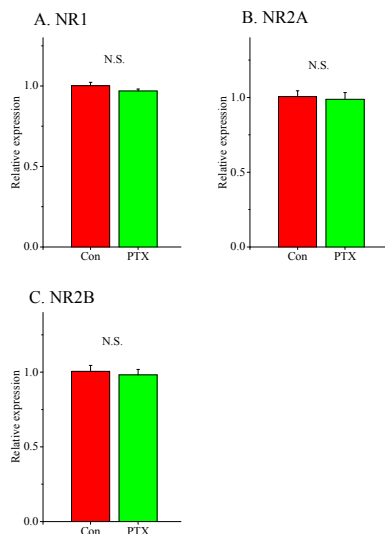 A. NR1
N.S.
Relative expression
1.0
0.5
0.0
Con PTX
B. NR2A
N.S.
Relative expression
1.0
0.5
0.0
Con PTX
C. NR2B
N.S.
Relative expression
1.0
0.5
0.0
Con PTX